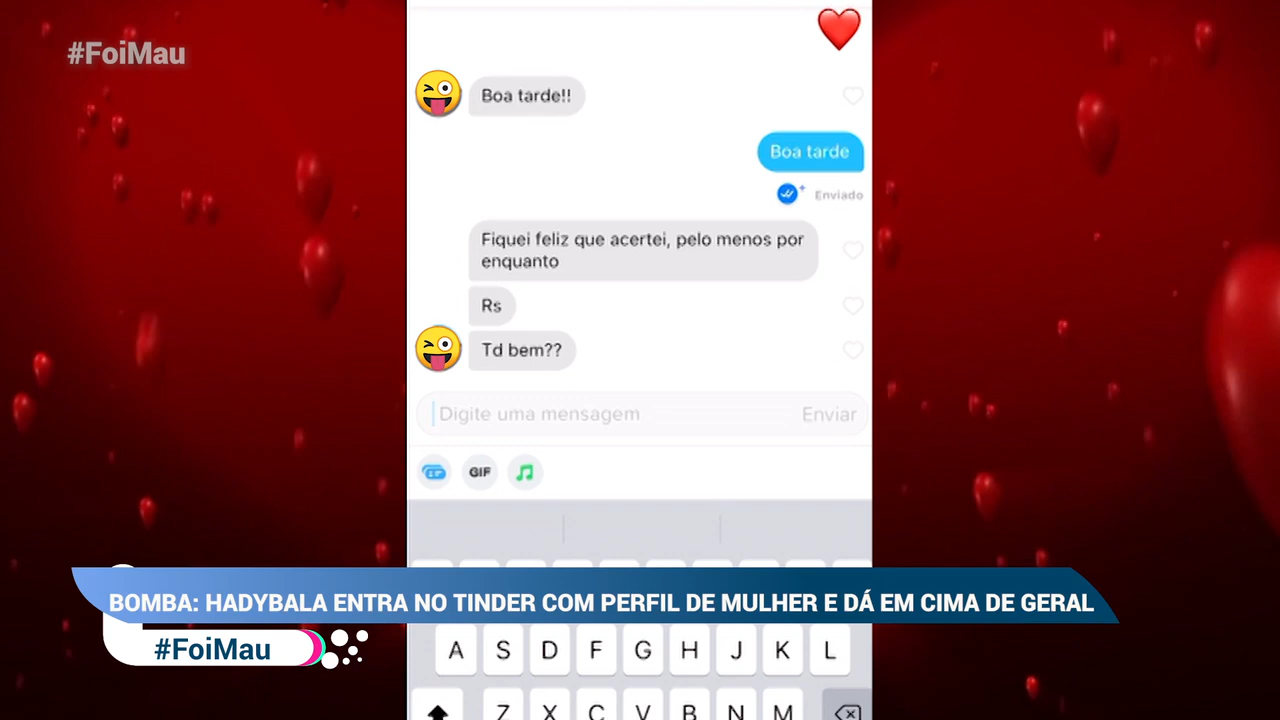 #FoiMau
Boa tarde!!
Boa tarde
Enviado
Fiquei feliz que acertei, pelo menos por
enquanto
Rs
Td bem??
Digite uma mensagem Enviar
GIF
BOMBA: HADYBALA ENTRA NO TINDER COM PERFIL DE MULHER E DÁ EM CIMA DE GERAL
#FoiMau
A S D F G H J K L
Z X C V B N M